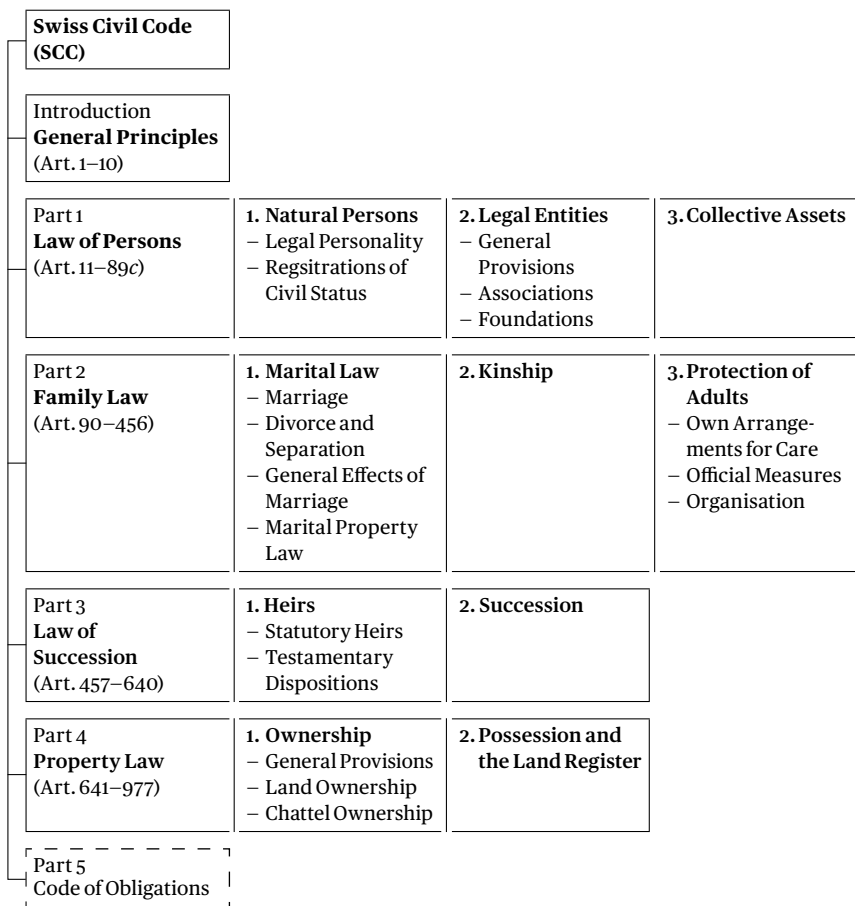 Swiss Civil Code
(SCC)
Introduction
General Principles
(Art. 1–10)
Part 1
Law of Persons
(Art. 11–89c)
1. Natural Persons
– Legal Personality
– Regsitrations of
Civil Status
2. Legal Entities
– General
Provisions
– Associations
– Foundations
3. Collective Assets
Part 2
Family Law
(Art. 90–456)
1. Marital Law
– Marriage
– Divorce and
Separation
– General Effects of
Marriage
– Marital Property
Law
2. Kinship
3. Protection of
Adults
– Own Arrange-
ments for Care
– Official Measures
– Organisation
Part 3
Law of
Succession
(Art. 457–640)
1. Heirs
– Statutory Heirs
– Testamentary
Dispositions
2. Succession
Part 4
Property Law
(Art. 641–977)
1. Ownership
– General Provisions
– Land Ownership
– Chattel Ownership
2. Possession and
the Land Register
Part 5
Code of Obligations